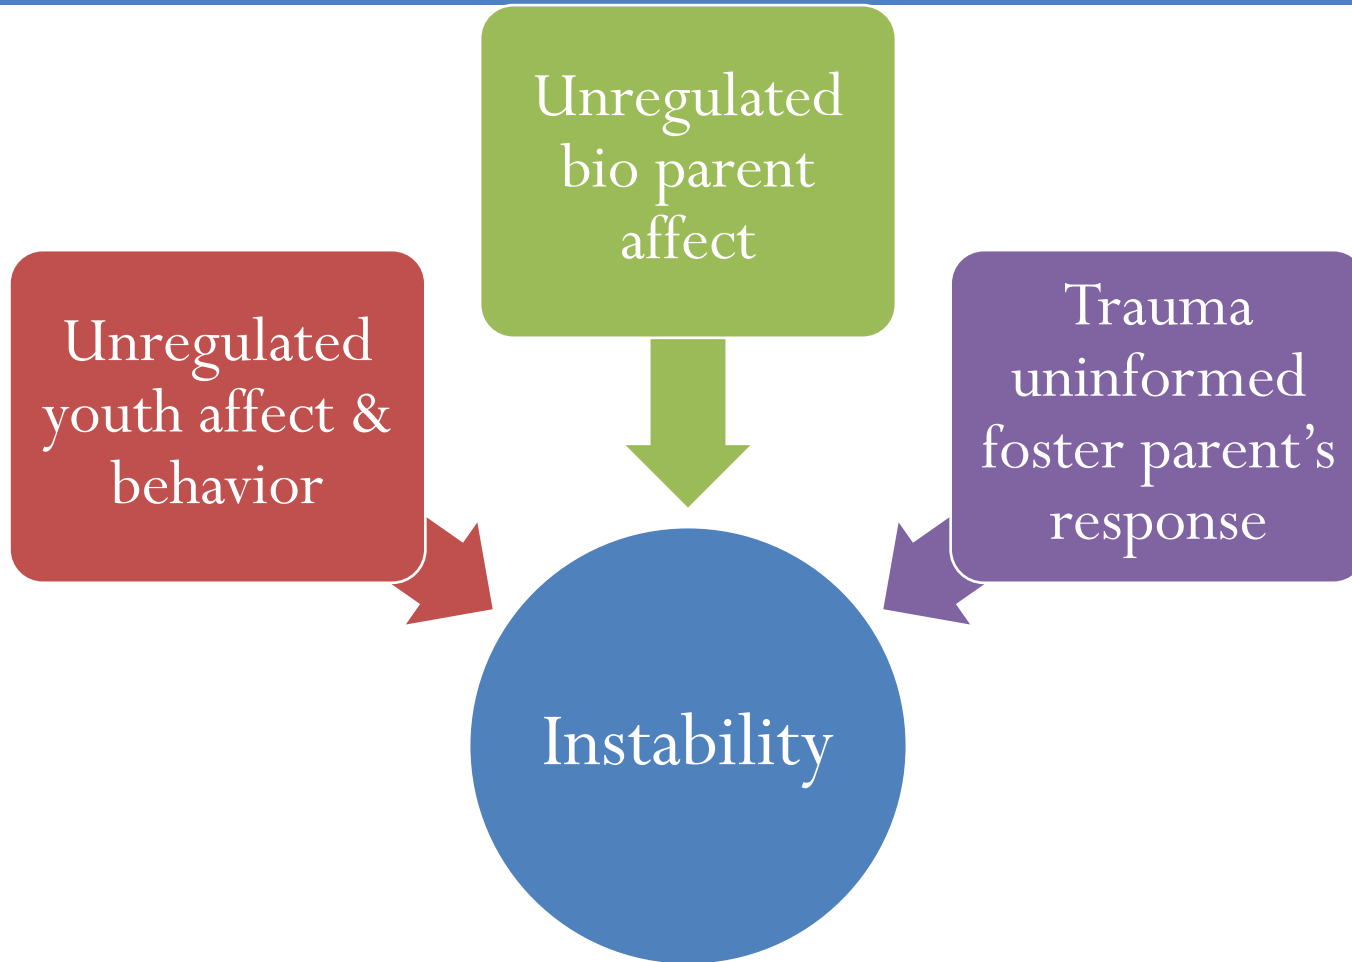 Unregulated
bio parent
affect
Unregulated
youth affect &
behavior
Trauma
uninformed
foster parent’s
response
Instability